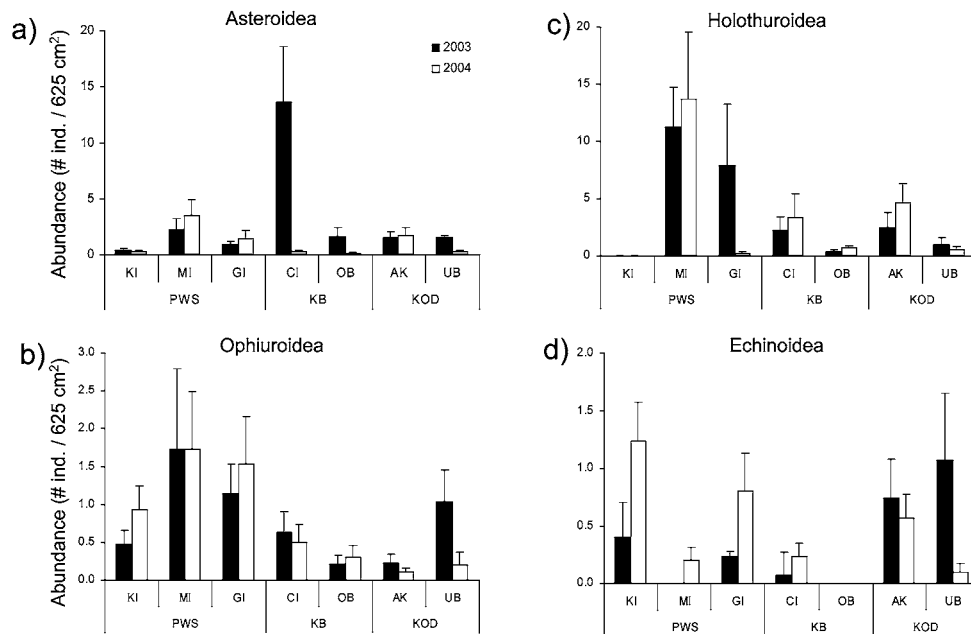 a)
Asteroidea
Abundance (# ind. / 625 cm²)
20
15
10
5
0
2003
2004
KI MI GI CI OB AK UB
PWS KB KOD
c)
Holothuroidea
20
15
10
5
0
KI MI GI CI OB AK UB
PWS KB KOD
b)
Ophiuroidea
Abundance (# ind. / 625 cm²)
3.0
2.5
2.0
1.5
1.0
0.5
0.0
KI MI GI CI OB AK UB
PWS KB KOD
d)
Echinoidea
2.0
1.5
1.0
0.5
0.0
KI MI GI CI OB AK UB
PWS KB KOD